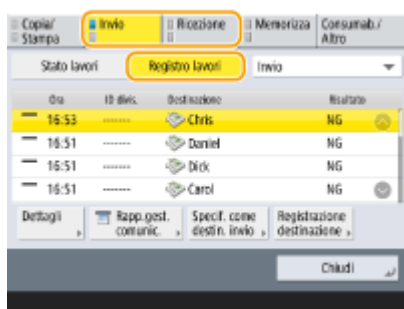 Copia/ Stampa
Invio
Ricezione
Memorizza
Consumab./ Altro
Stato lavori
Registro lavori
Invio
Ora ID divis. Destinazione Risultato
16:53 ------- Chris NG
16:51 ------- Daniel NG
16:51 ------- Dick NG
16:51 ------- Carol NG
Dettagli
Rapp.gest. comunic.
Specif. come destin. invio
Registrazione destinazione
Chiudi